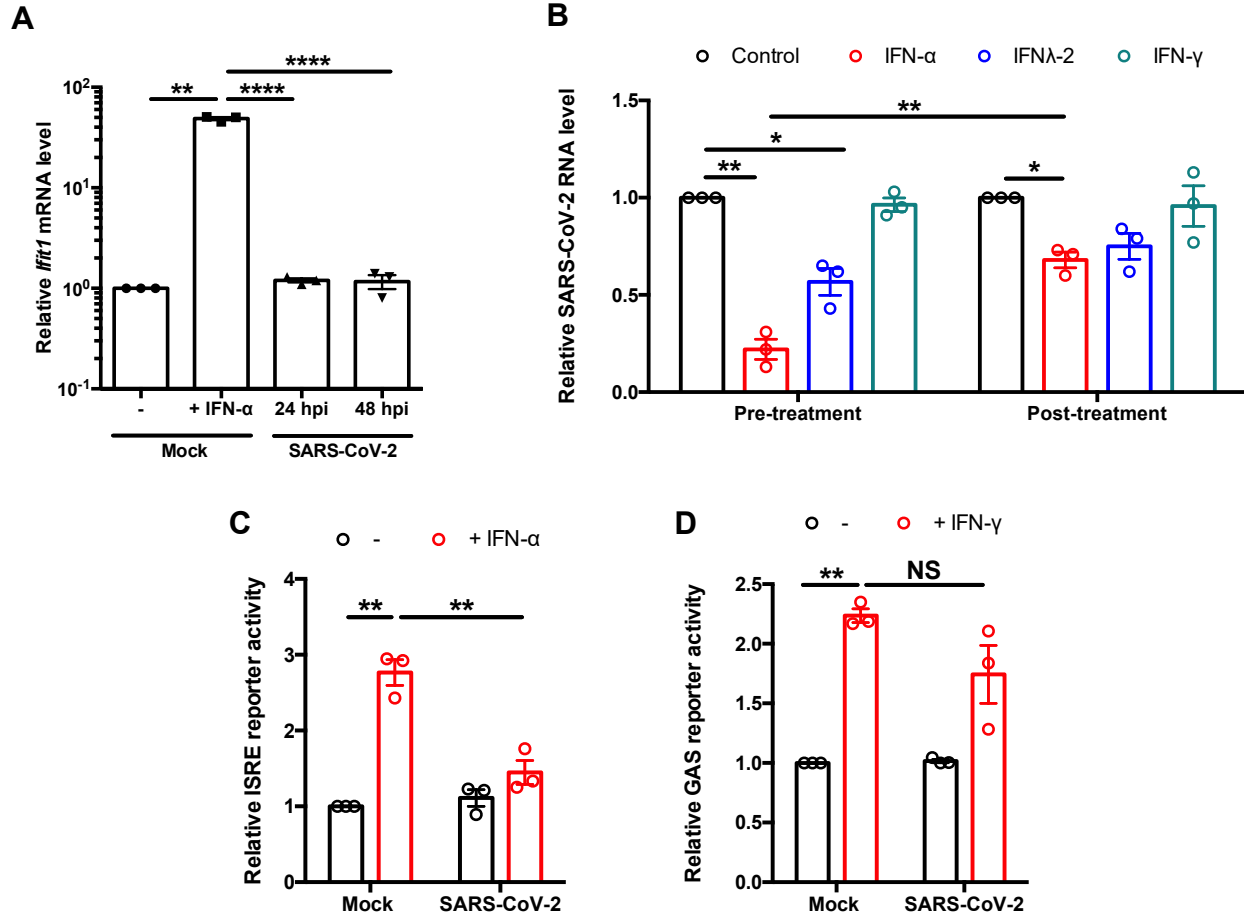 A
Relative Ifit1 mRNA level
10²
10¹
10⁰
10⁻¹
**
****
****
-
+ IFN-α
24 hpi
48 hpi
Mock
SARS-CoV-2
B
Control
IFN-α
IFNλ-2
IFN-γ
Relative SARS-CoV-2 RNA level
1.5
1.0
0.5
0.0
**
*
**
*
Pre-treatment
Post-treatment
C
-
+ IFN-α
Relative ISRE reporter activity
4
3
2
1
0
**
**
Mock
SARS-CoV-2
D
-
+ IFN-γ
Relative GAS reporter activity
2.5
2.0
1.5
1.0
0.5
0.0
**
NS
Mock
SARS-CoV-2